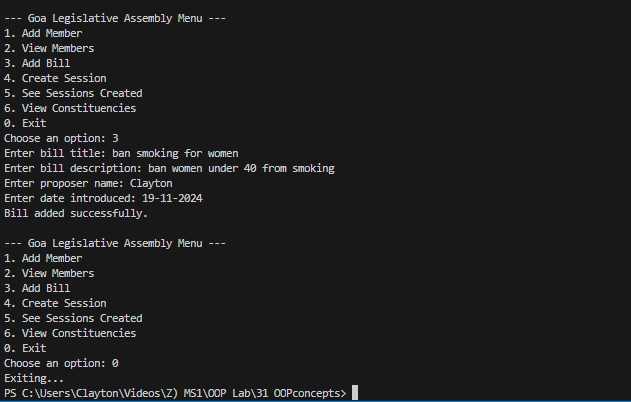 --- Goa Legislative Assembly Menu ---
1. Add Member
2. View Members
3. Add Bill
4. Create Session
5. See Sessions Created
6. View Constituencies
0. Exit
Choose an option: 3
Enter bill title: ban smoking for women
Enter bill description: ban women under 40 from smoking
Enter proposer name: Clayton
Enter date introduced: 19-11-2024
Bill added successfully.

--- Goa Legislative Assembly Menu ---
1. Add Member
2. View Members
3. Add Bill
4. Create Session
5. See Sessions Created
6. View Constituencies
0. Exit
Choose an option: 0
Exiting...
PS C:\Users\Clayton\Videos\Z) MS1\OOP Lab\31 OOPconcepts>